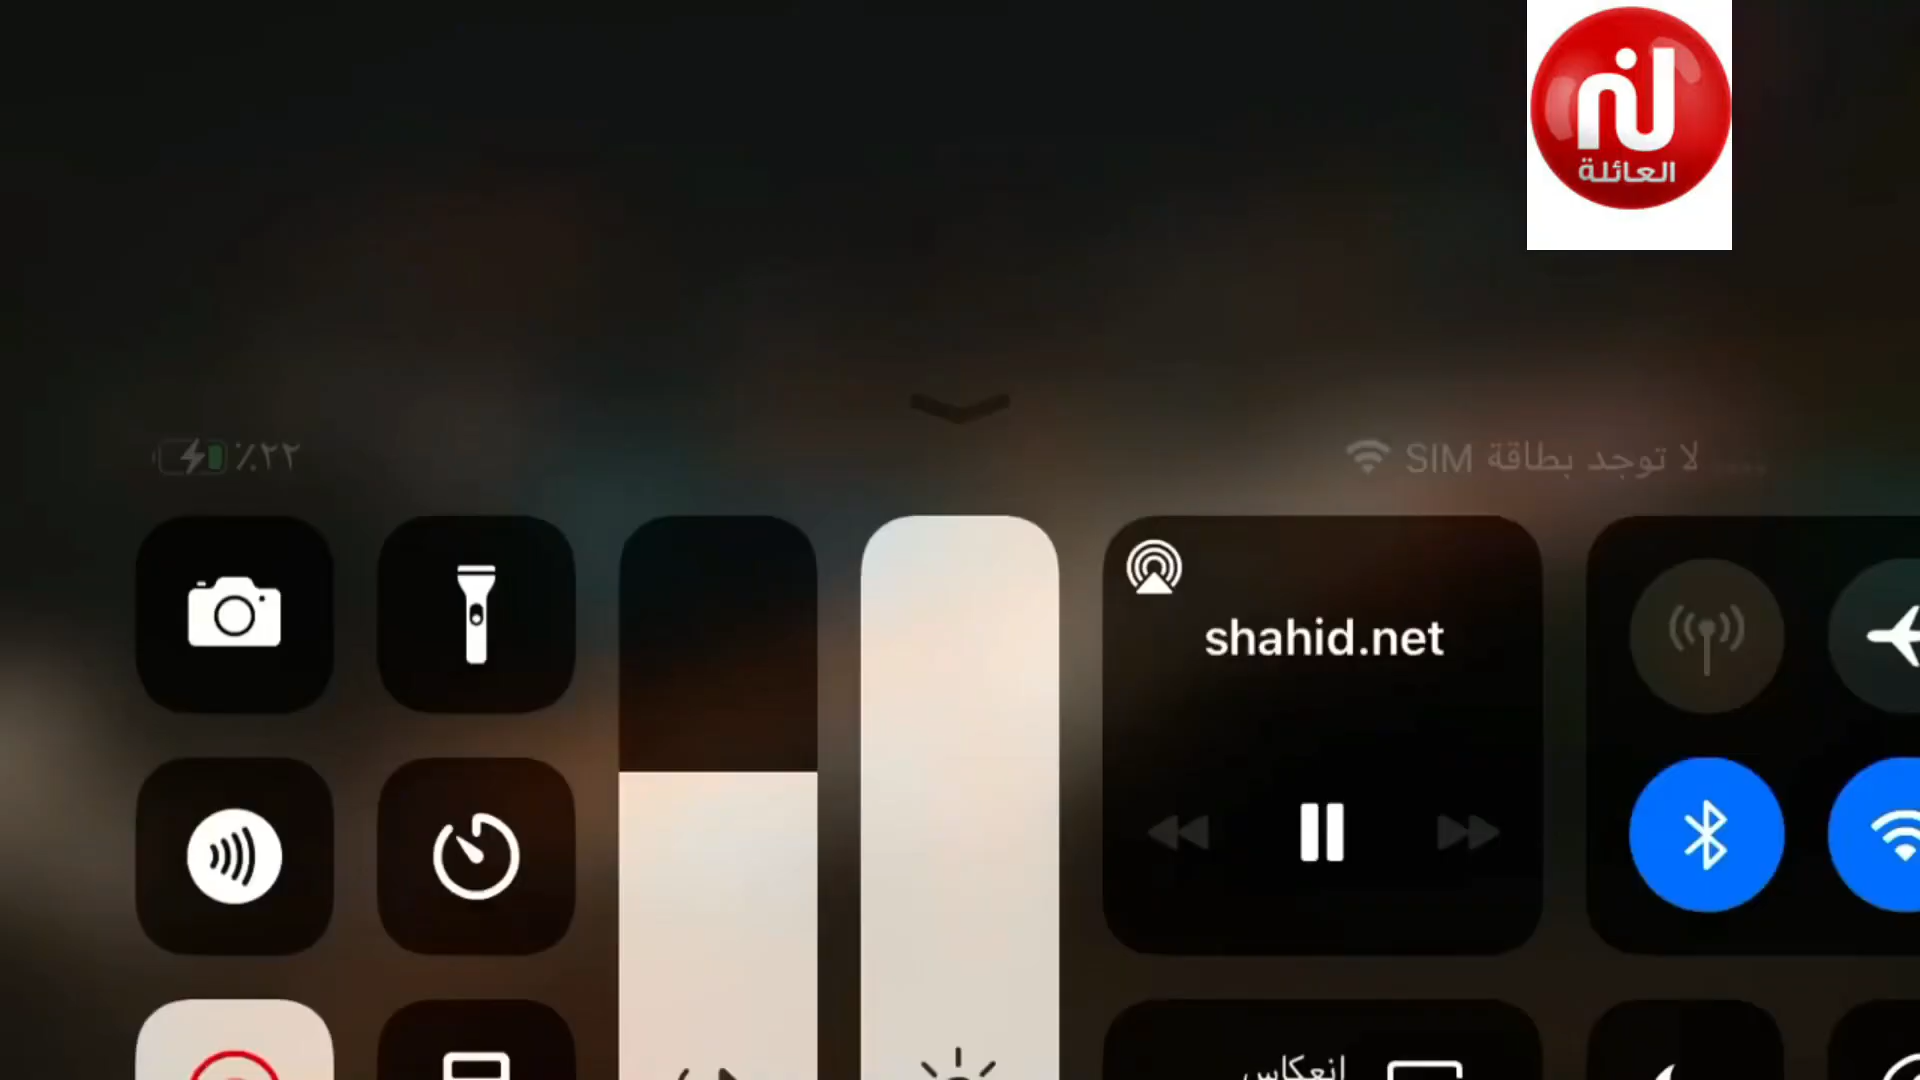 العائلة
لا توجد بطاقة SIM
٪٢٢
shahid.net
انعكاس